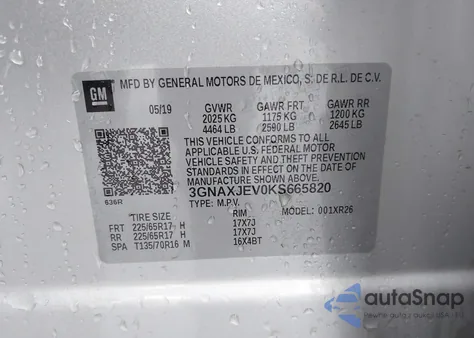 GM
MFD BY GENERAL MOTORS DE MEXICO, S. DE R.L. DE C.V.
05/19 GVWR GAWR FRT GAWR RR
2025 KG 1175 KG 1200 KG
4464 LB 2590 LB 2645 LB
THIS VEHICLE CONFORMS TO ALL
APPLICABLE U.S. FEDERAL MOTOR
VEHICLE SAFETY AND THEFT PREVENTION
STANDARDS IN EFFECT ON THE DATE OF
MANUFACTURE SHOWN ABOVE.
3GNAXJEV0KS665820
636R TYPE: M.P.V. MODEL: 001XR26
TIRE SIZE RIM
FRT 225/65R17 H 17X7J
RR 225/65R17 H 17X7J
SPA T135/70R16 M 16X4BT
autoSnap